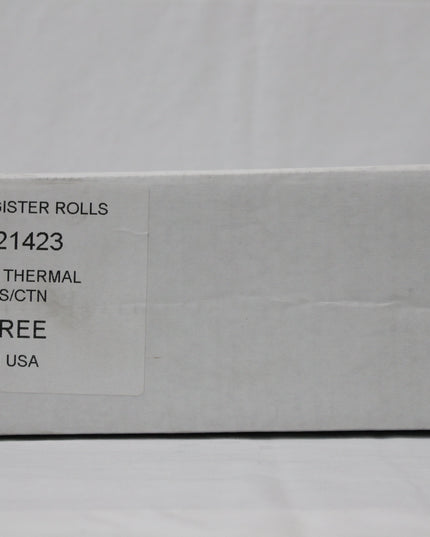 GISTER ROLLS
21423
THERMAL
S/CTN
REE
USA